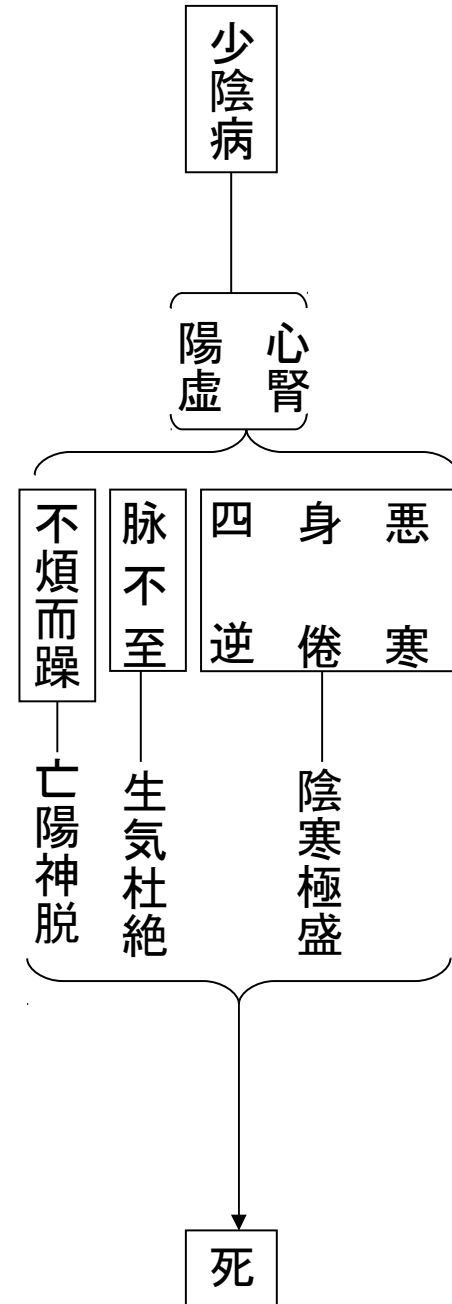 少陰病
心腎
陽虚
悪寒
身倦
四逆
脉不至
不煩而躁
陰寒極盛
生気杜絶
亡陽神脱
死